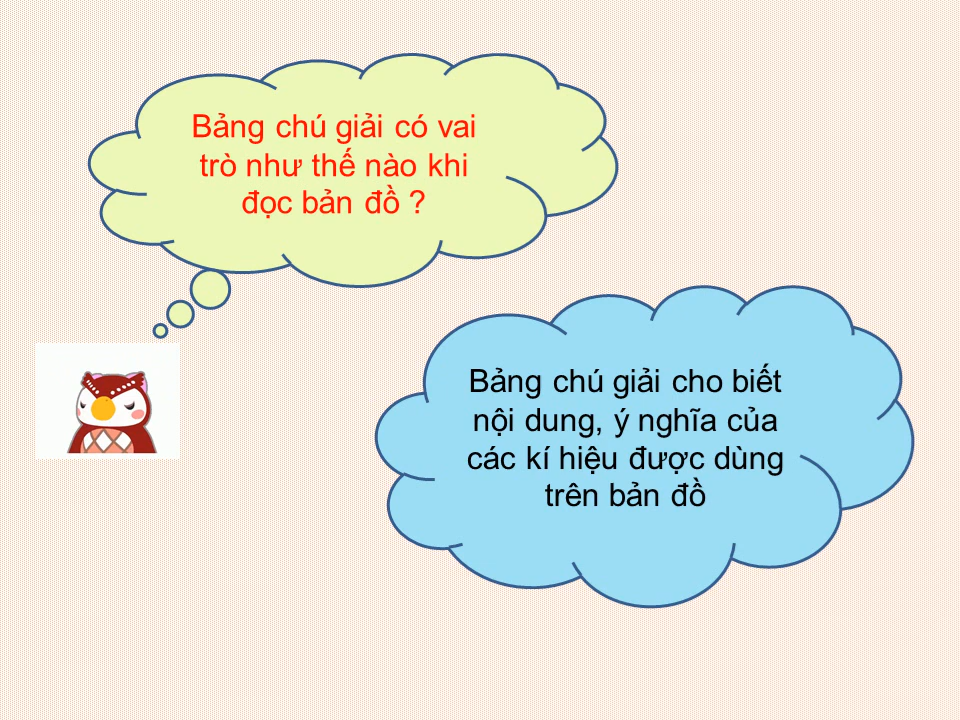 Bảng chú giải có vai
trò như thế nào khi
đọc bản đồ ?
Bảng chú giải cho biết
nội dung, ý nghĩa của
các kí hiệu được dùng
trên bản đồ